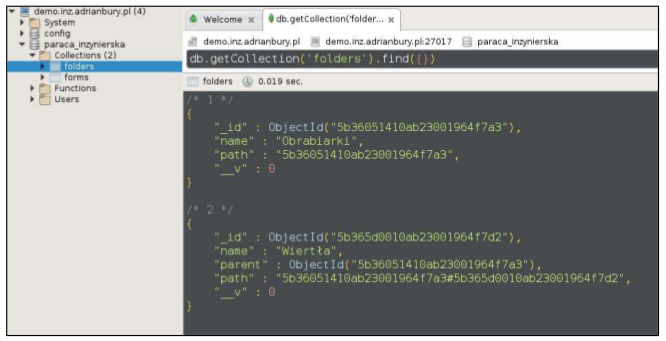 demo.inz.adrianbury.pl (4)
System
config
paraca_inzynierska
Collections (2)
folders
forms
Functions
Users
Welcome x
db.getCollection('folder... x
demo.inz.adrianbury.pl demo.inz.adrianbury.pl:27017 paraca_inzynierska
db.getCollection('folders').find({})
folders 0.019 sec.
/* 1 */
{
"_id" : ObjectId("5b36051410ab23001964f7a3"),
"name" : "Obrabiarki",
"path" : "5b36051410ab23001964f7a3",
"__v" : 0
}
/* 2 */
{
"_id" : ObjectId("5b365d0010ab23001964f7d2"),
"name" : "Wiertła",
"parent" : ObjectId("5b36051410ab23001964f7a3"),
"path" : "5b36051410ab23001964f7a3#5b365d0010ab23001964f7d2",
"__v" : 0
}